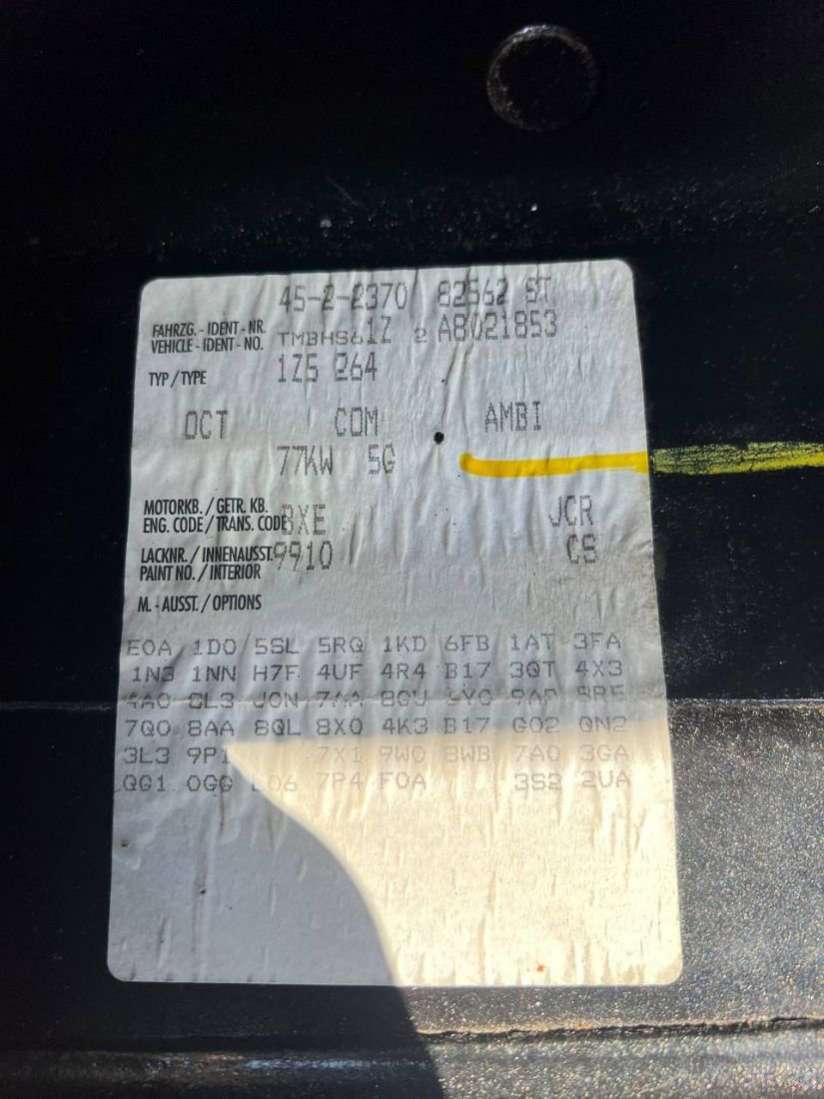 45-2-2370 82562 ST
FAHRZG.-IDENT-NR.
VEHICLE-IDENT-NO. TMBHS61Z 2 A8021853
TYP/TYPE 1Z5 264
OCT COM AMBI
77KW 5G
MOTORKB./GETR. KB.
ENG. CODE/TRANS. CODE BXE JCR
LACKNR./INNENAUSST. 9910 CS
PAINT NO./INTERIOR
M.-AUSST./OPTIONS
E0A 1D0 5SL 5RQ 1KD 6FB 1AT 3FA
1N3 1NN H7F 4UF 4R4 B17 3QT 4X3
7Q0 8AA 8QL 8X0 4K3 B17 G02 QN2
3L3 9P1 7X1 9W0 8WB 7A0 3GA
QG1 0GG 7P4 F0A 3S2 2UA